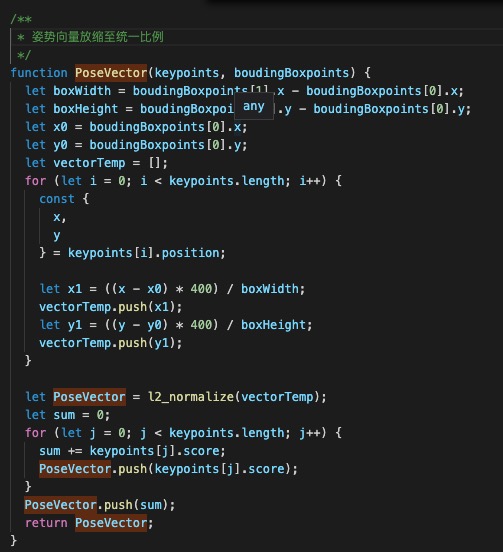 /**
 * 姿势向量放缩至统一比例
 */
function PoseVector(keypoints, boudingBoxpoints) {
  let boxWidth = boudingBoxpoints[1].x - boudingBoxpoints[0].x;
  let boxHeight = boudingBoxpoi any .y - boudingBoxpoints[0].y;
  let x0 = boudingBoxpoints[0].x;
  let y0 = boudingBoxpoints[0].y;
  let vectorTemp = [];
  for (let i = 0; i < keypoints.length; i++) {
    const {
      x,
      y
    } = keypoints[i].position;
    let x1 = ((x - x0) * 400) / boxWidth;
    vectorTemp.push(x1);
    let y1 = ((y - y0) * 400) / boxHeight;
    vectorTemp.push(y1);
  }
  let PoseVector = l2_normalize(vectorTemp);
  let sum = 0;
  for (let j = 0; j < keypoints.length; j++) {
    sum += keypoints[j].score;
    PoseVector.push(keypoints[j].score);
  }
  PoseVector.push(sum);
  return PoseVector;
}